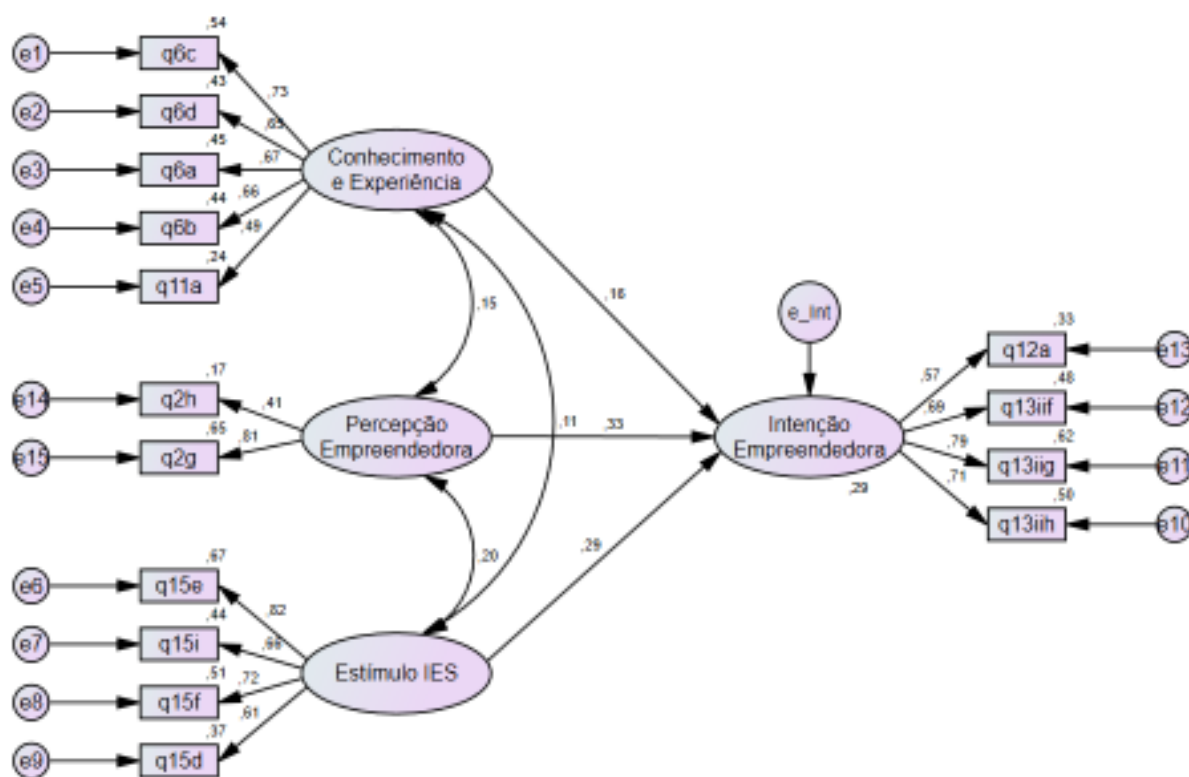 ,54
e1
q6c
,73
,43
e2
q6d
,65
,45
e3
q6a
,67
Conhecimento
e Experiência
,44
e4
q6b
,66
,49
,24
e5
q11a
,15
,16
e_Int
,33
q12a
e13
,57
,17
e14
q2h
,41
,48
q13iif
e12
,69
,65
e15
q2g
,81
Percepção
Empreendedora
,11
,33
Intenção
Empreendedora
,29
,62
q13iig
e11
,79
,71
,50
q13iih
e10
,20
,29
,67
e6
q15e
,82
,44
e7
q15i
,66
Estímulo IES
,51
e8
q15f
,72
,61
,37
e9
q15d